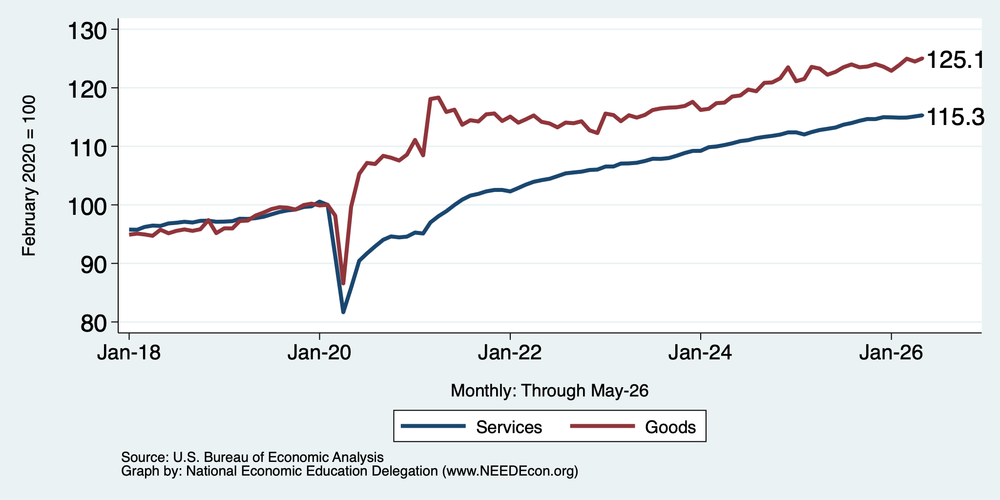 130
120
110
100
90
80
February 2020 = 100
125.1
115.3
Jan-18 Jan-20 Jan-22 Jan-24 Jan-26
Monthly: Through May-26
Services Goods
Source: U.S. Bureau of Economic Analysis
Graph by: National Economic Education Delegation (www.NEEDEcon.org)